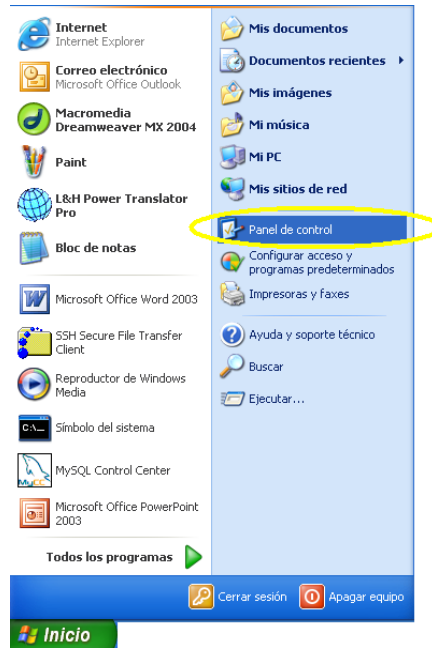 Internet
Internet Explorer
Correo electrónico
Microsoft Office Outlook
Macromedia
Dreamweaver MX 2004
Paint
L&H Power Translator
Pro
Bloc de notas
Microsoft Office Word 2003
SSH Secure File Transfer
Client
Reproductor de Windows
Media
C:\_
Símbolo del sistema
MyCC
MySQL Control Center
Microsoft Office PowerPoint
2003
Todos los programas
Mis documentos
Documentos recientes
Mis imágenes
Mi música
Mi PC
Mis sitios de red
Panel de control
Configurar acceso y
programas predeterminados
Impresoras y faxes
Ayuda y soporte técnico
Buscar
Ejecutar...
Cerrar sesión
Apagar equipo
Inicio